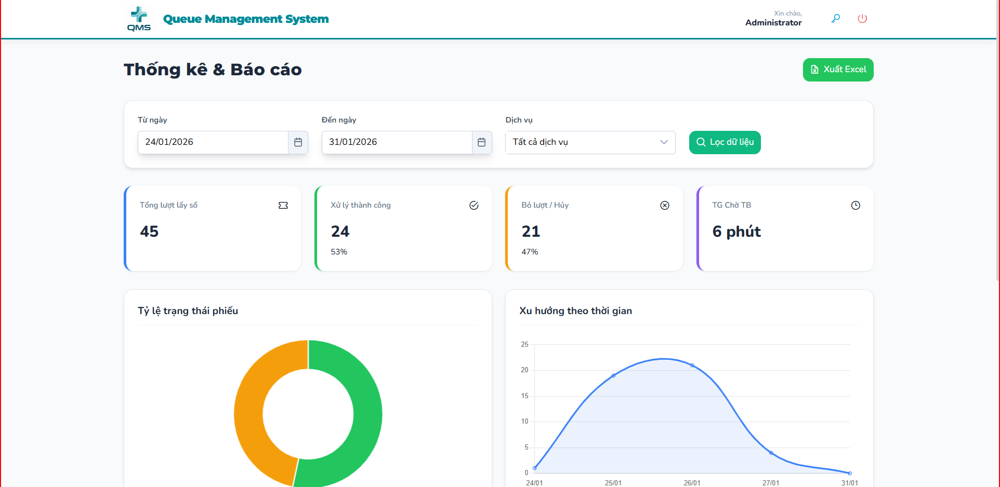 QMS
Queue Management System
Xin chào,
Administrator
Thống kê & Báo cáo
Xuất Excel
Từ ngày
Đến ngày
Dịch vụ
24/01/2026
31/01/2026
Tất cả dịch vụ
Lọc dữ liệu
Tổng lượt lấy số
45
Xử lý thành công
24
53%
Bỏ lượt / Hủy
21
47%
TG Chờ TB
6 phút
Tỷ lệ trạng thái phiếu
Xu hướng theo thời gian
25
20
15
10
5
0
24/01
25/01
26/01
27/01
31/01